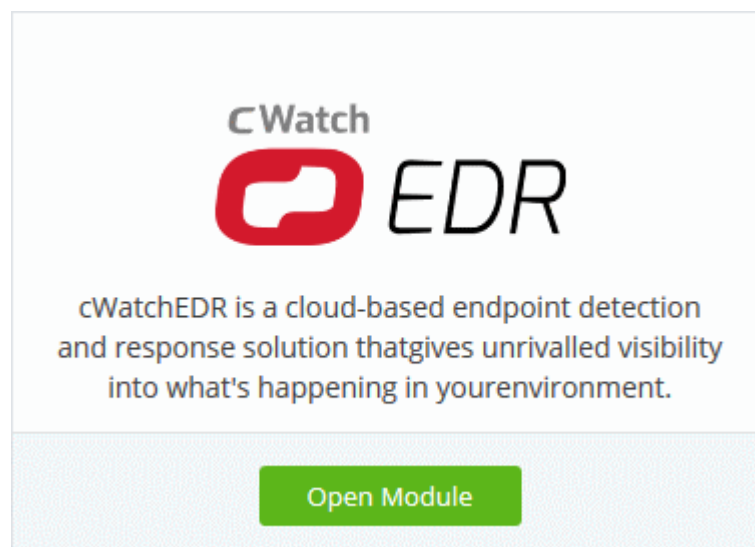 cWatch
EDR
cWatchEDR is a cloud-based endpoint detection
and response solution thatgives unrivalled visibility
into what's happening in yourenvironment.
Open Module